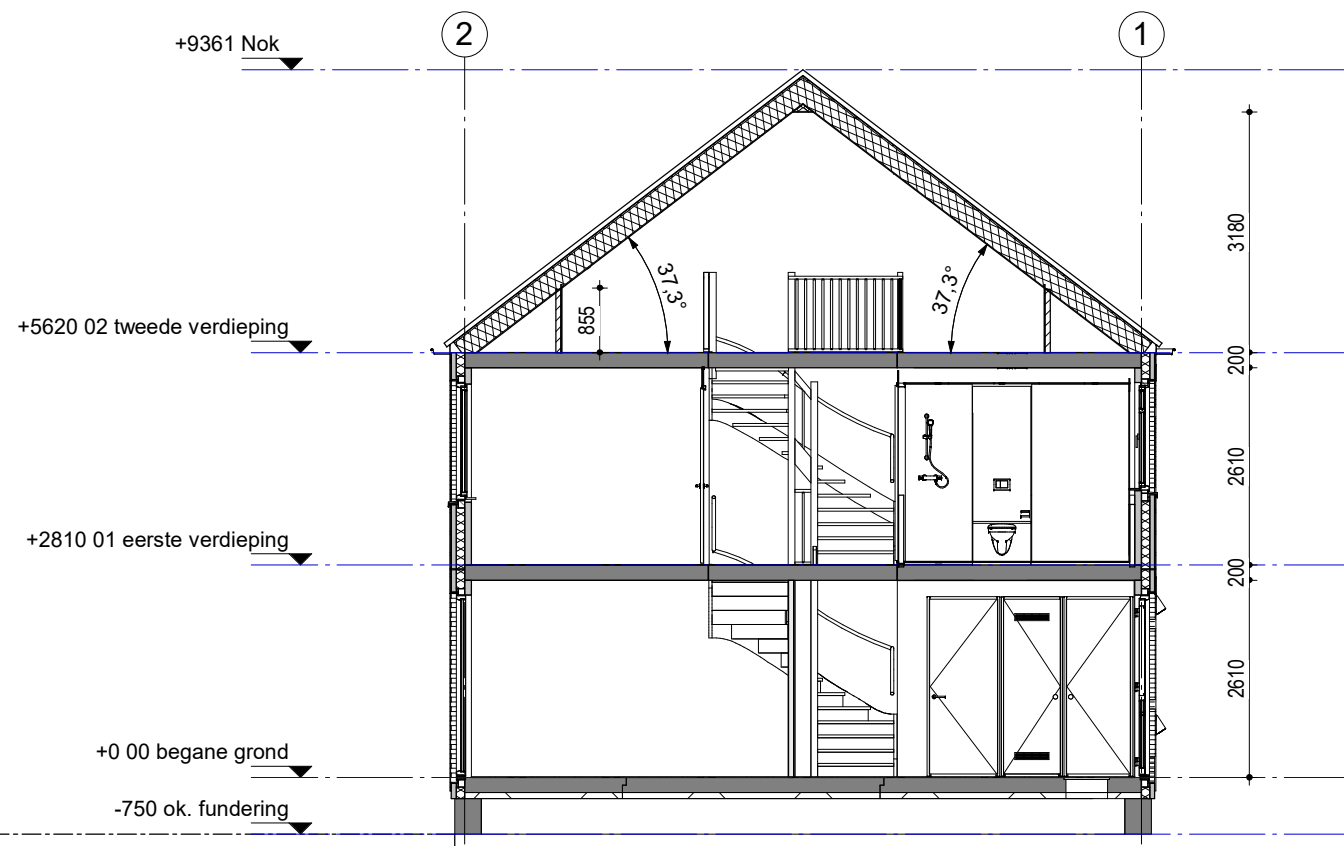 2
1
+9361 Nok
3180
37,3°
37,3°
855
+5620 02 tweede verdieping
200
2610
+2810 01 eerste verdieping
200
2610
+0 00 begane grond
-750 ok. fundering